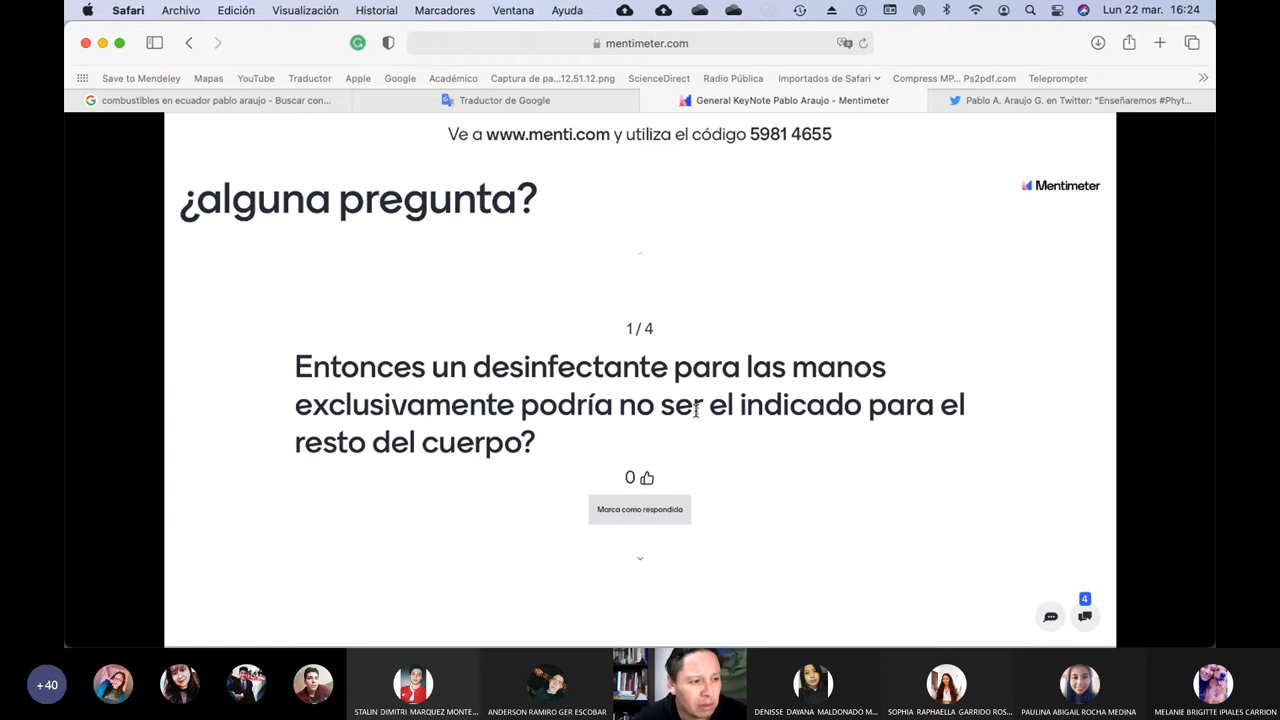 Safari Archivo Edición Visualización Historial Marcadores Ventana Ayuda Lun 22 mar. 16:24
mentimeter.com
Save to Mendeley Mapas YouTube Traductor Apple Google Académico Captura de pa...12.51.12.png ScienceDirect Radio Pública Importados de Safari Compress MP... Ps2pdf.com Teleprompter
combustibles en ecuador pablo araujo - Buscar con... Traductor de Google General KeyNote Pablo Araujo - Mentimeter Pablo A. Araujo G. en Twitter: "Enseñaremos #Phyt...
Ve a www.menti.com y utiliza el código 5981 4655
¿alguna pregunta?
Mentimeter
1 / 4
Entonces un desinfectante para las manos
exclusivamente podría no ser el indicado para el
resto del cuerpo?
0
Marca como respondida
4
+40
STALIN DIMITRI MARQUEZ MONTE... ANDERSON RAMIRO GER ESCOBAR DENISSE DAYANA MALDONADO M... SOPHIA RAPHAELLA GARRIDO ROS... PAULINA ABIGAIL ROCHA MEDINA MELANIE BRIGITTE IPIALES CARRION